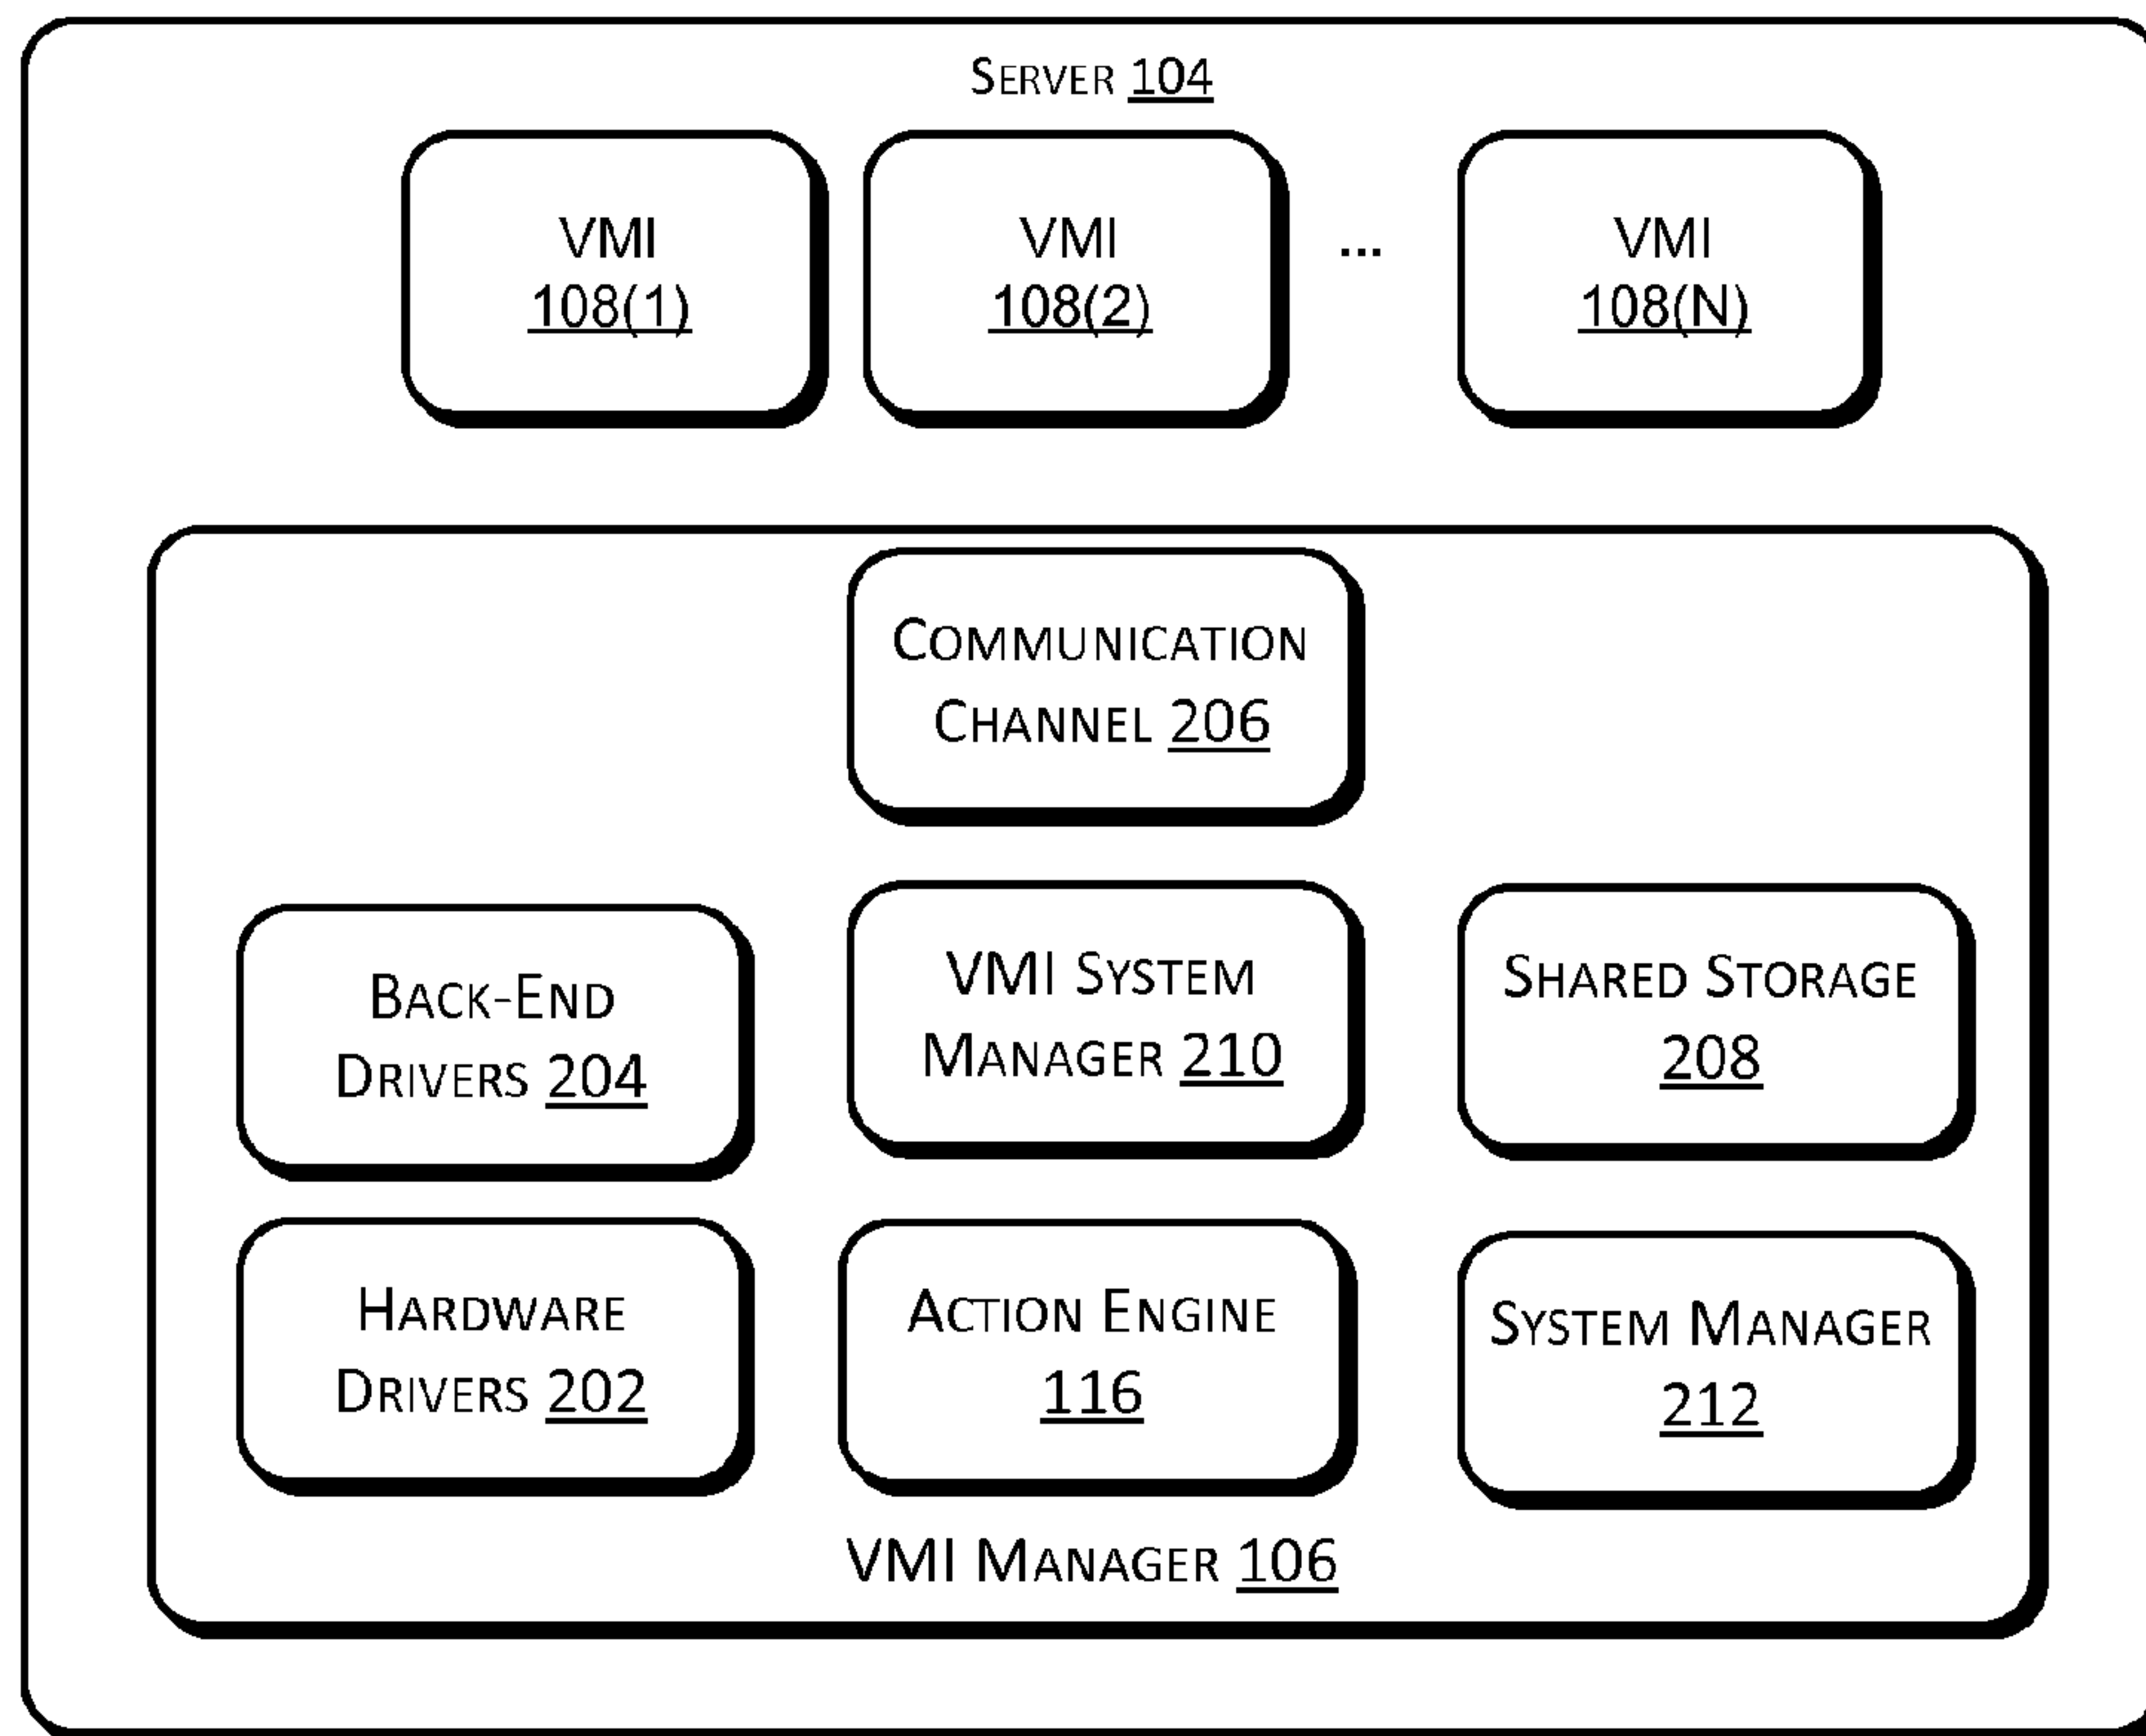 SERVER 104
VMI
108(1)
VMI
108(2)
...
VMI
108(N)
COMMUNICATION
CHANNEL 206
BACK-END
DRIVERS 204
VMI SYSTEM
MANAGER 210
SHARED STORAGE
208
HARDWARE
DRIVERS 202
ACTION ENGINE
116
SYSTEM MANAGER
212
VMI MANAGER 106